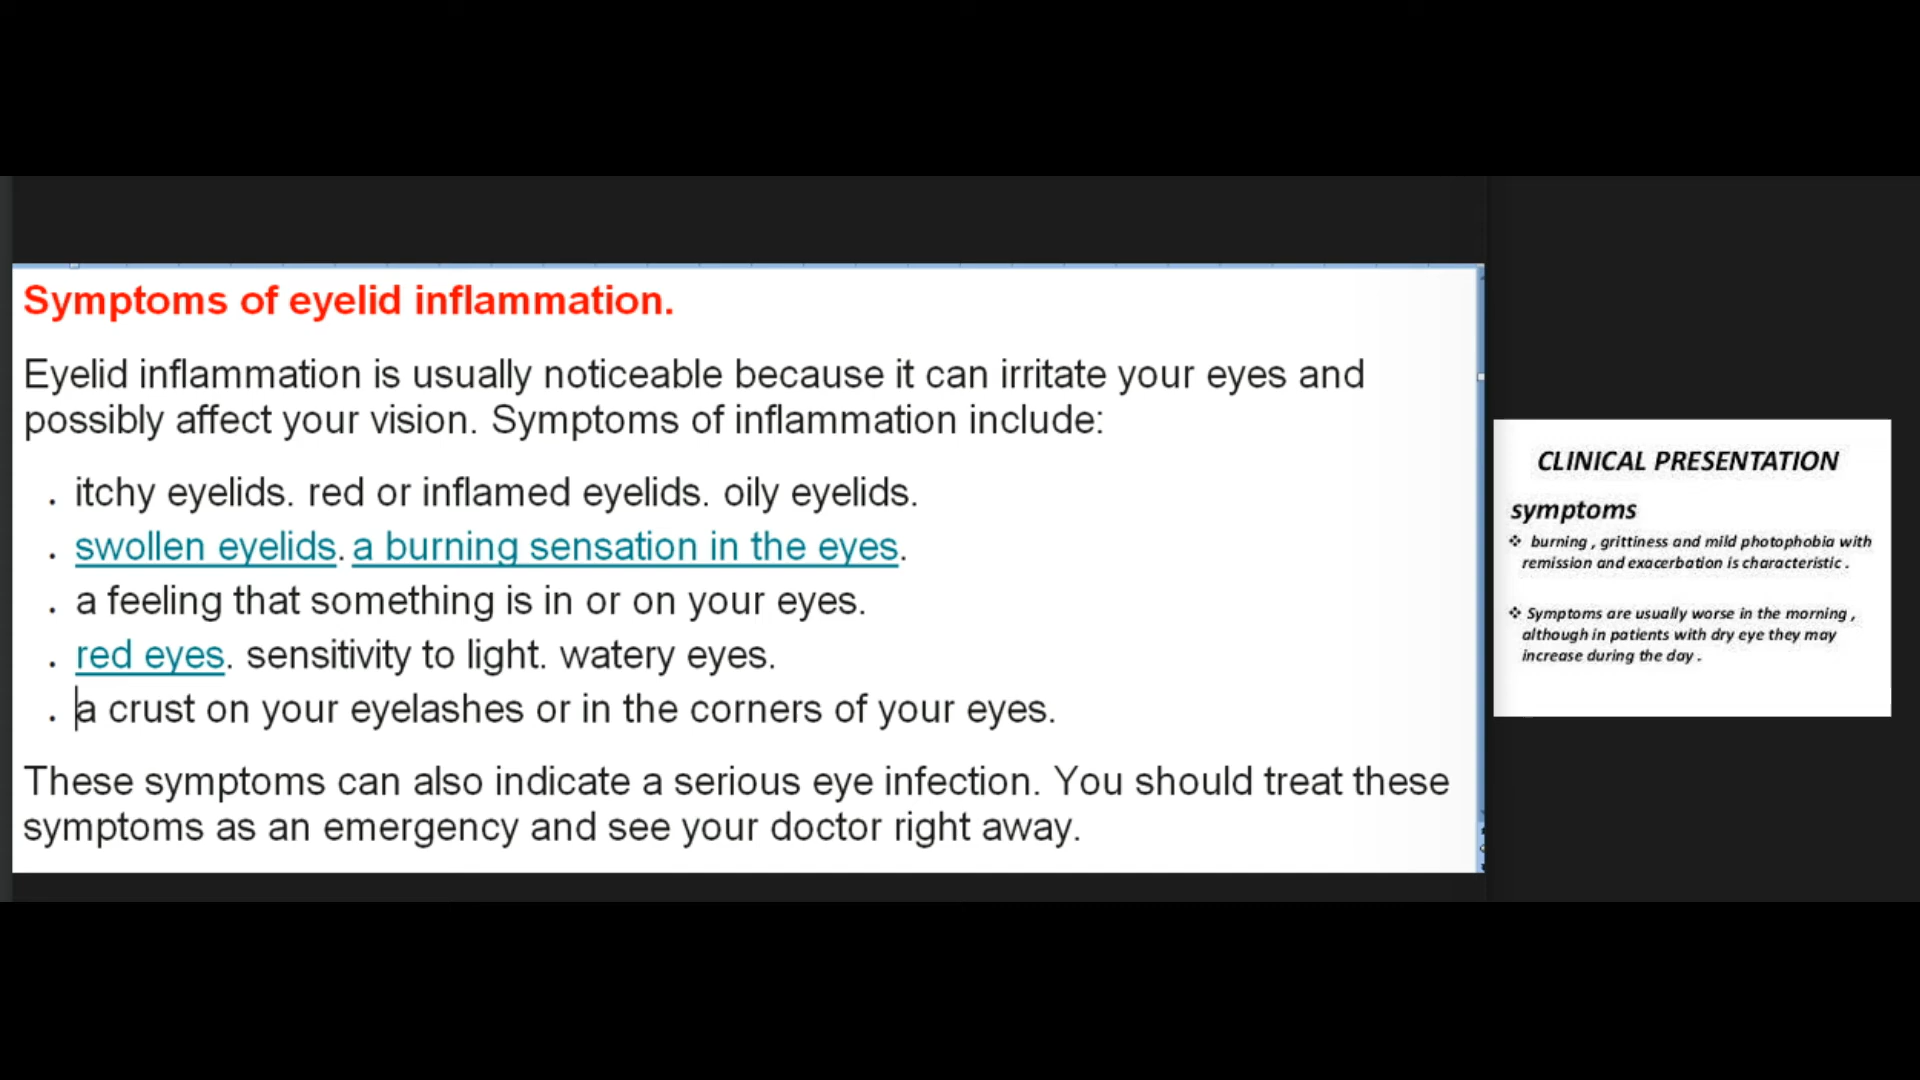 Symptoms of eyelid inflammation.
Eyelid inflammation is usually noticeable because it can irritate your eyes and
possibly affect your vision. Symptoms of inflammation include:
. itchy eyelids. red or inflamed eyelids. oily eyelids.
. swollen eyelids. a burning sensation in the eyes.
. a feeling that something is in or on your eyes.
. red eyes. sensitivity to light. watery eyes.
. a crust on your eyelashes or in the corners of your eyes.
These symptoms can also indicate a serious eye infection. You should treat these
symptoms as an emergency and see your doctor right away.
CLINICAL PRESENTATION
symptoms
❖ burning , grittiness and mild photophobia with
remission and exacerbation is characteristic .
❖ Symptoms are usually worse in the morning ,
although in patients with dry eye they may
increase during the day .